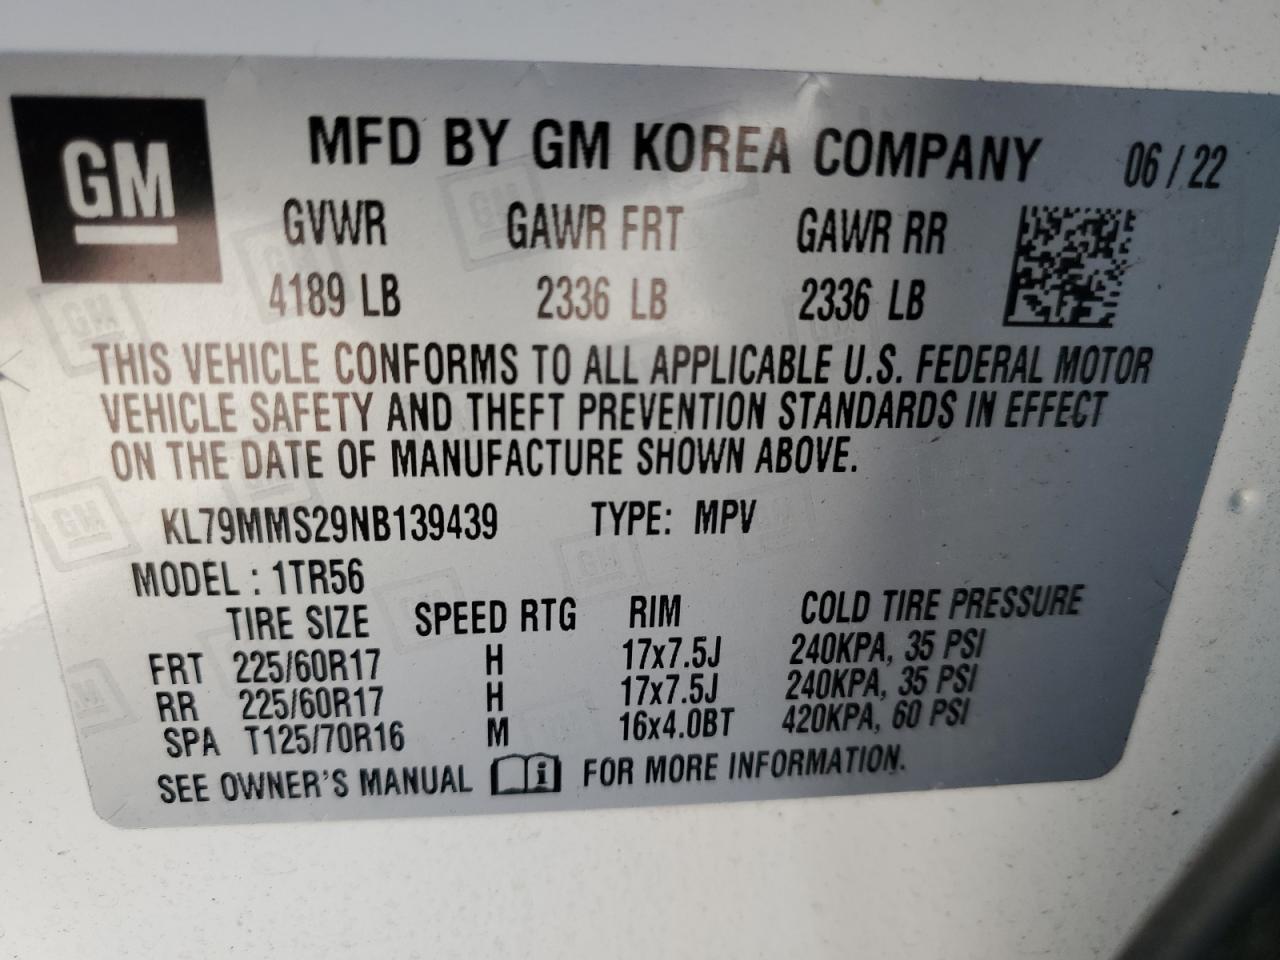 GM
MFD BY GM KOREA COMPANY 06 / 22
GVWR GAWR FRT GAWR RR
4189 LB 2336 LB 2336 LB
THIS VEHICLE CONFORMS TO ALL APPLICABLE U.S. FEDERAL MOTOR
VEHICLE SAFETY AND THEFT PREVENTION STANDARDS IN EFFECT
ON THE DATE OF MANUFACTURE SHOWN ABOVE.
KL79MMS29NB139439 TYPE: MPV
MODEL : 1TR56
TIRE SIZE SPEED RTG RIM COLD TIRE PRESSURE
FRT 225/60R17 H 17x7.5J 240KPA, 35 PSI
RR 225/60R17 H 17x7.5J 240KPA, 35 PSI
SPA T125/70R16 M 16x4.0BT 420KPA, 60 PSI
SEE OWNER'S MANUAL i FOR MORE INFORMATION.